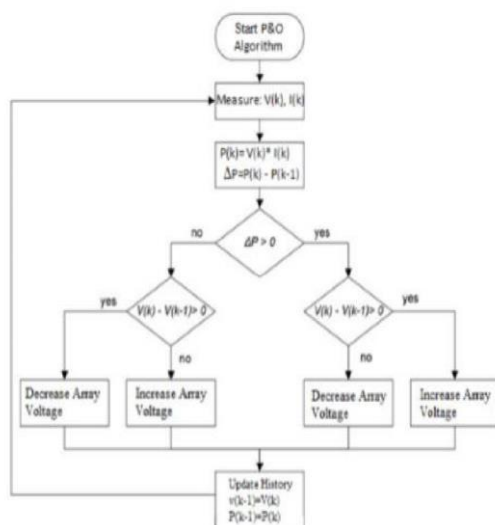 Start P&O
Algorithm
Measure: V(k), I(k)
P(k)= V(k)* I(k)
ΔP=P(k) - P(k-1)
no
ΔP > 0
yes
yes
V(k) - V(k-1)> 0
no
V(k) - V(k-1)> 0
yes
no
Decrease Array
Voltage
Increase Array
Voltage
Decrease Array
Voltage
Increase Array
Voltage
Update History
v(k-1)=V(k)
P(k-1)=P(k)